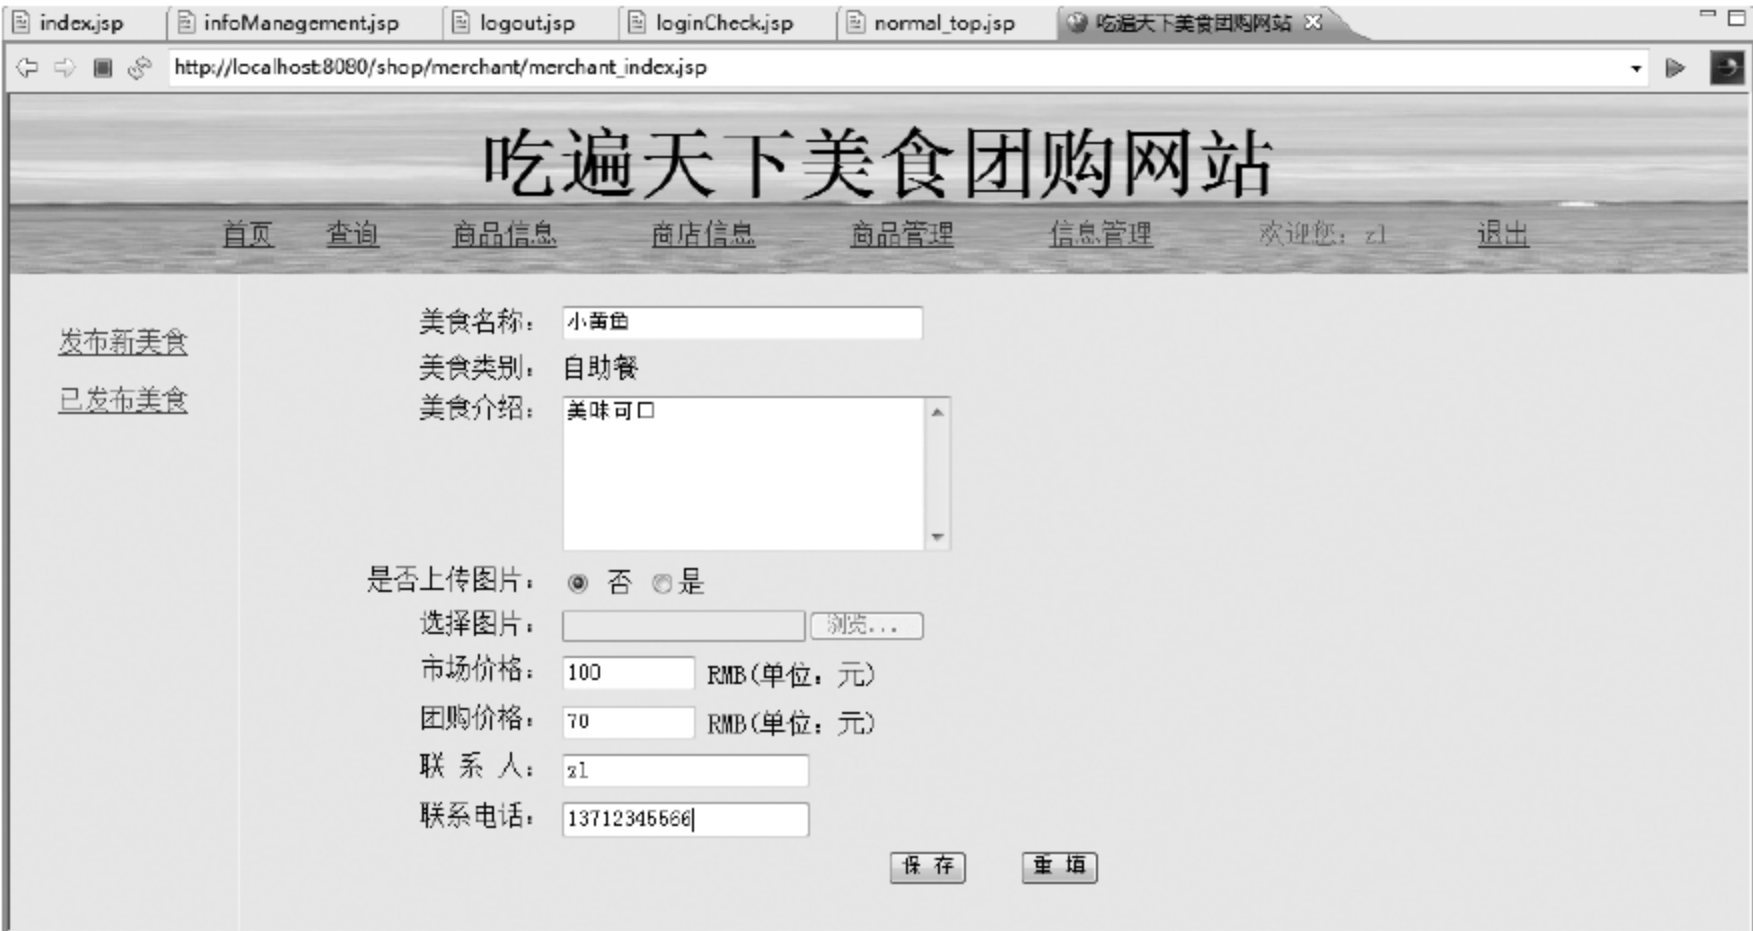 index.jsp infoManagement.jsp logout.jsp loginCheck.jsp normal_top.jsp 吃遍天下美食团购网站
http://localhost:8080/shop/merchant/merchant_index.jsp
吃遍天下美食团购网站
首页 查询 商品信息 商店信息 商品管理 信息管理 欢迎您：zl 退出
发布新美食
已发布美食
美食名称： 小黄鱼
美食类别： 自助餐
美食介绍： 美味可口
是否上传图片： 否 是
选择图片： 浏览...
市场价格： 100 RMB(单位：元)
团购价格： 70 RMB(单位：元)
联 系 人： zl
联系电话： 13712345566
保 存 重 填